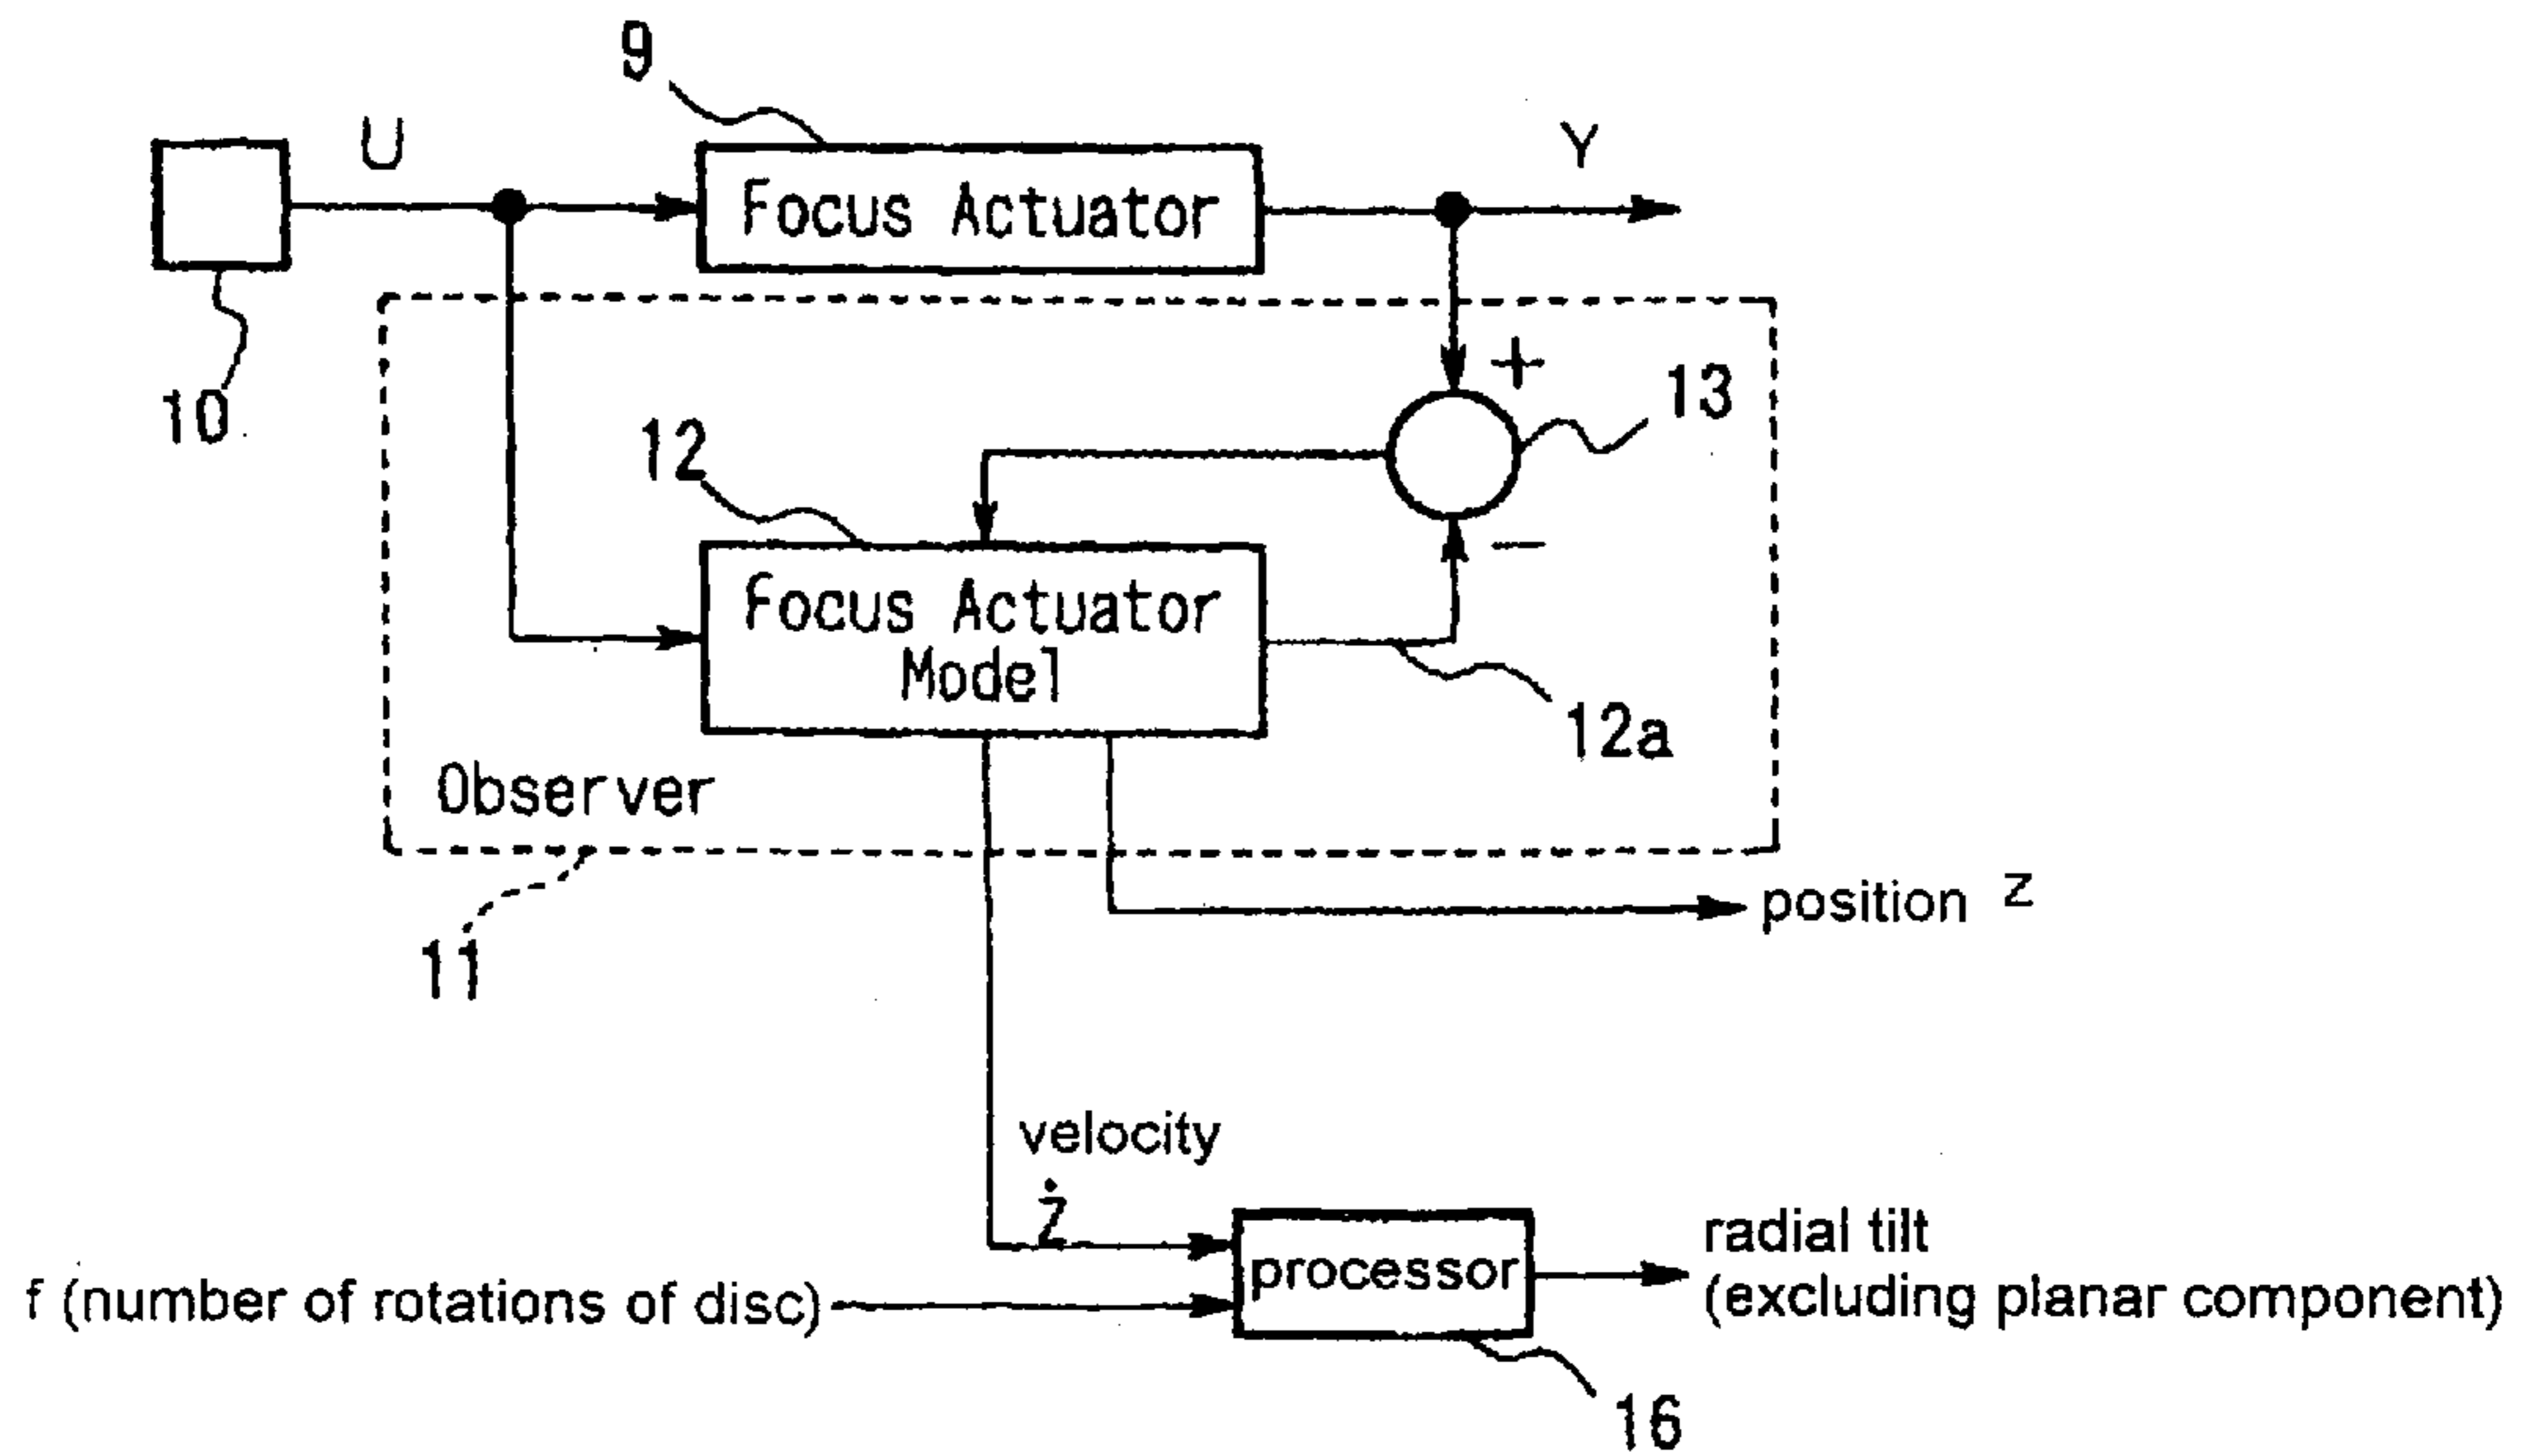 9
U
Y
Focus Actuator
10
+
13
12
−
Focus Actuator
Model
12a
Observer
11
position z
velocity
ż
f (number of rotations of disc)
processor
radial tilt
(excluding planar component)
16